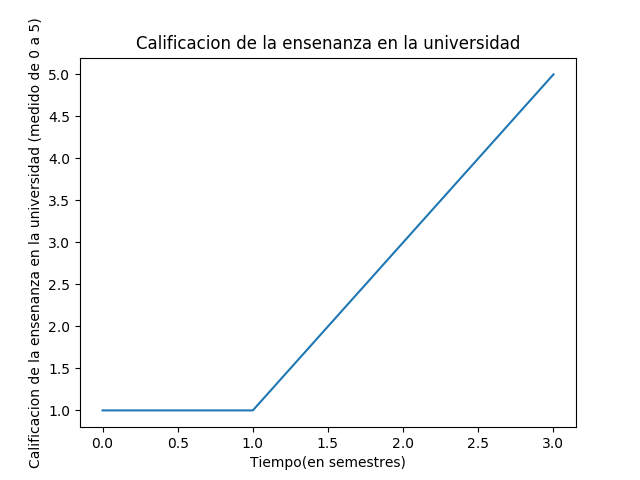 Calificacion de la ensenanza en la universidad
Calificacion de la ensenanza en la universidad (medido de 0 a 5)
5.0
4.5
4.0
3.5
3.0
2.5
2.0
1.5
1.0
0.0 0.5 1.0 1.5 2.0 2.5 3.0
Tiempo(en semestres)